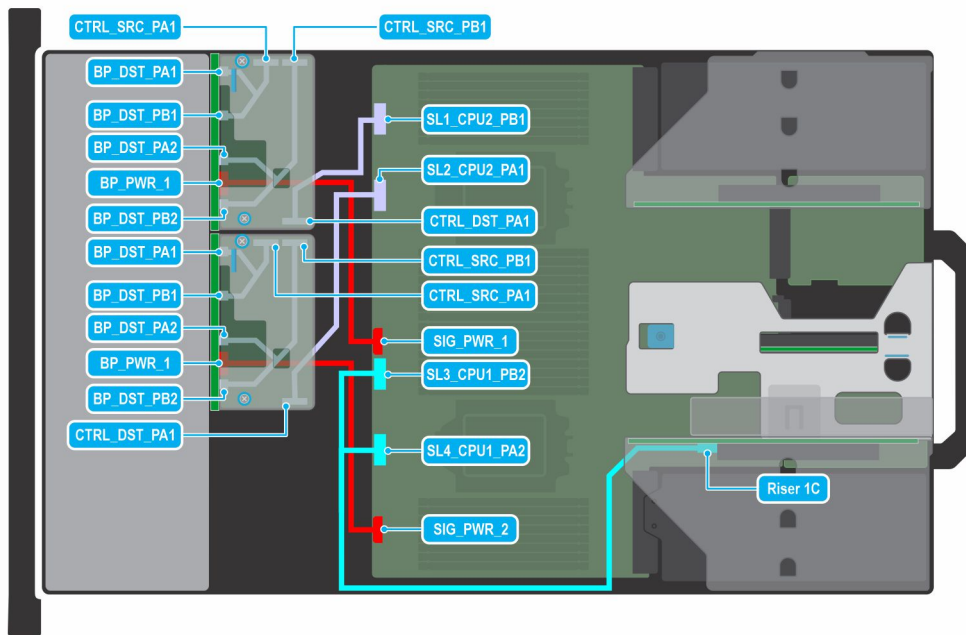 CTRL_SRC_PA1
CTRL_SRC_PB1
BP_DST_PA1
BP_DST_PB1
BP_DST_PA2
BP_PWR_1
BP_DST_PB2
BP_DST_PA1
BP_DST_PB1
BP_DST_PA2
BP_PWR_1
BP_DST_PB2
CTRL_DST_PA1
SL1_CPU2_PB1
SL2_CPU2_PA1
CTRL_DST_PA1
CTRL_SRC_PB1
CTRL_SRC_PA1
SIG_PWR_1
SL3_CPU1_PB2
SL4_CPU1_PA2
SIG_PWR_2
Riser 1C